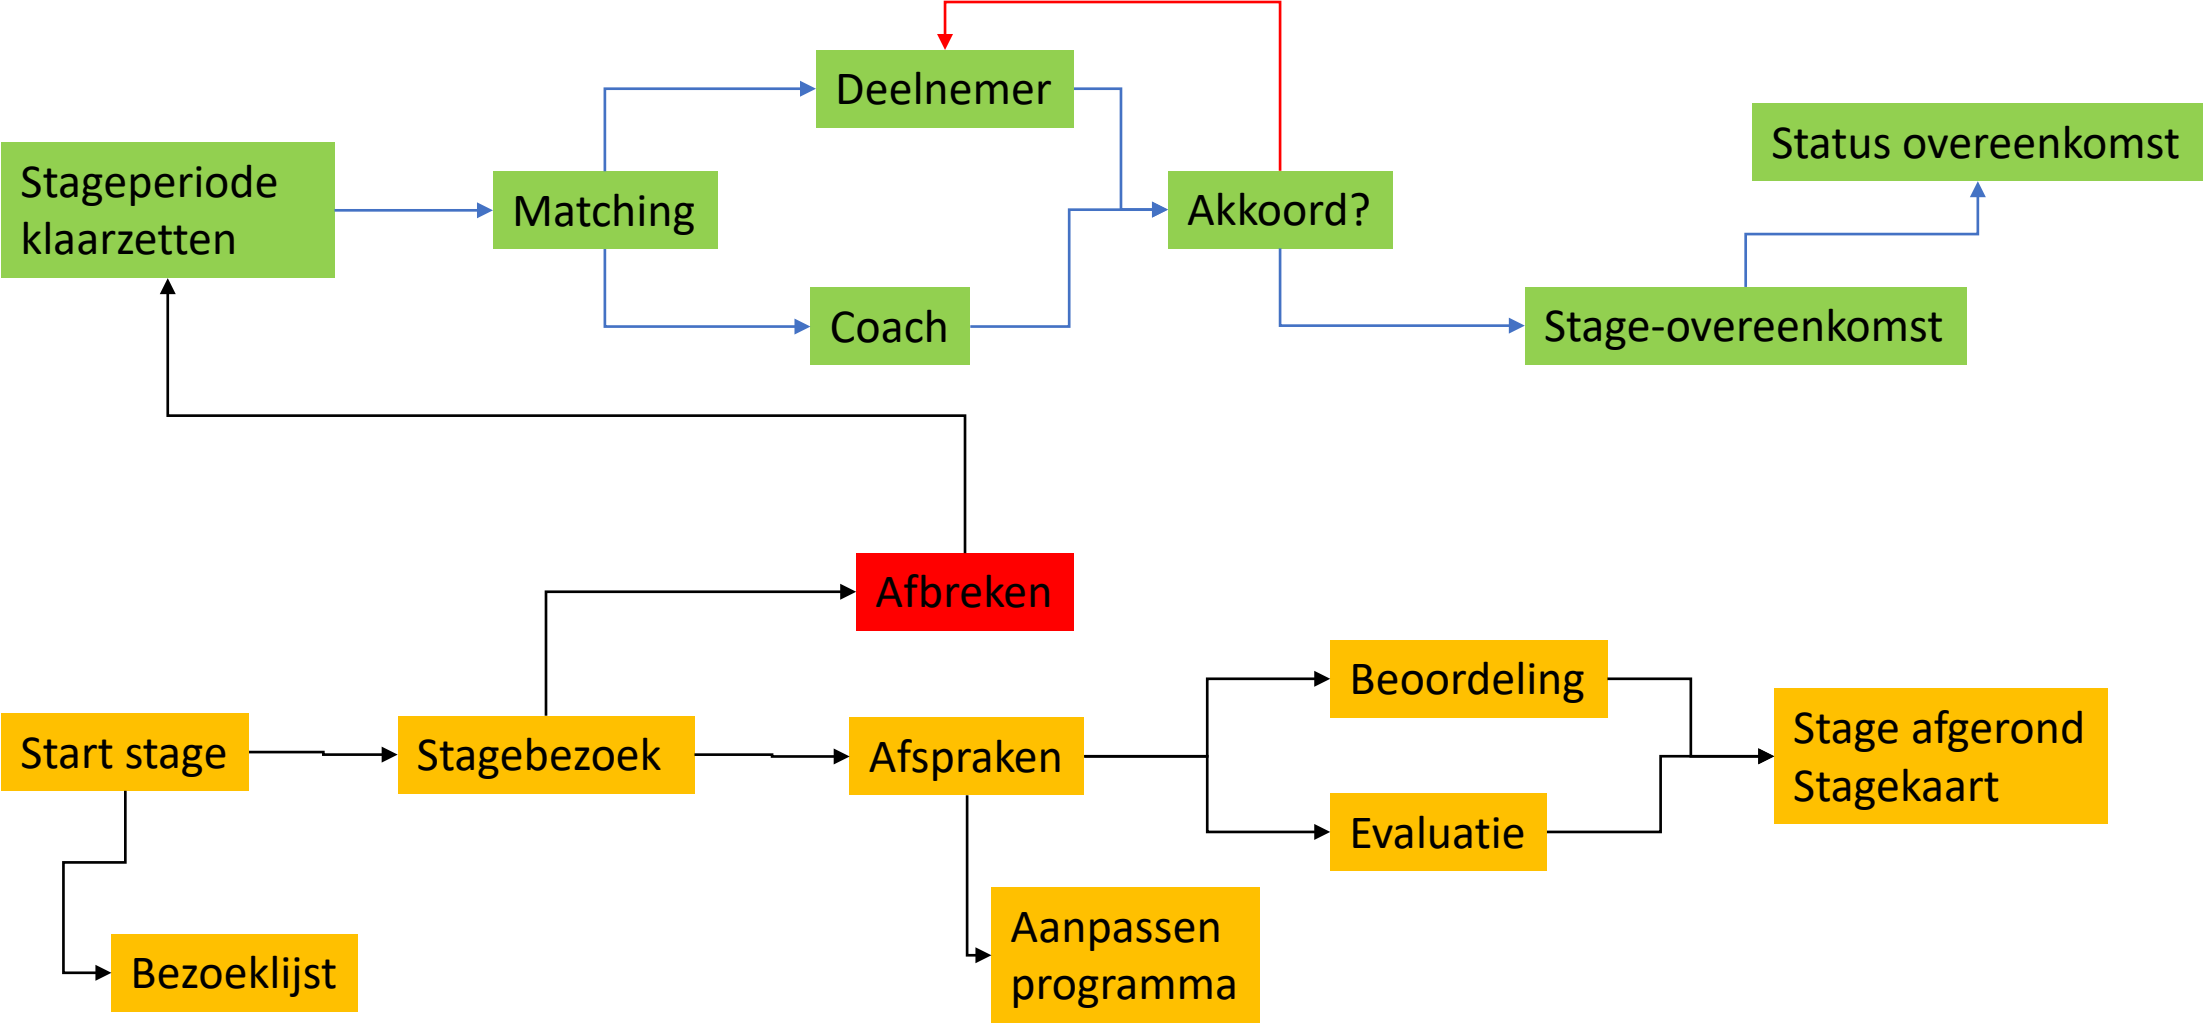 Deelnemer
Status overeenkomst
Stageperiode
klaarzetten
Matching
Akkoord?
Coach
Stage-overeenkomst
Afbreken
Beoordeling
Start stage
Stagebezoek
Afspraken
Stage afgerond
Stagekaart
Evaluatie
Aanpassen
programma
Bezoeklijst